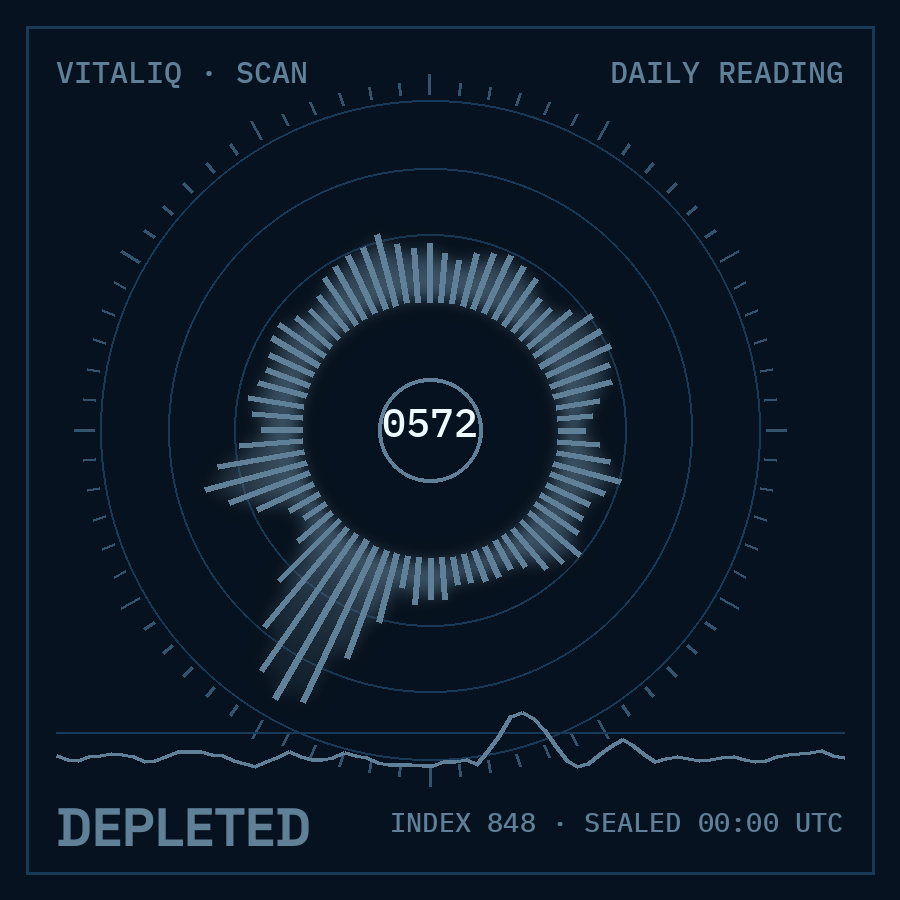 VITALIQ · SCAN
DAILY READING
0572
DEPLETED
INDEX 848 · SEALED 00:00 UTC